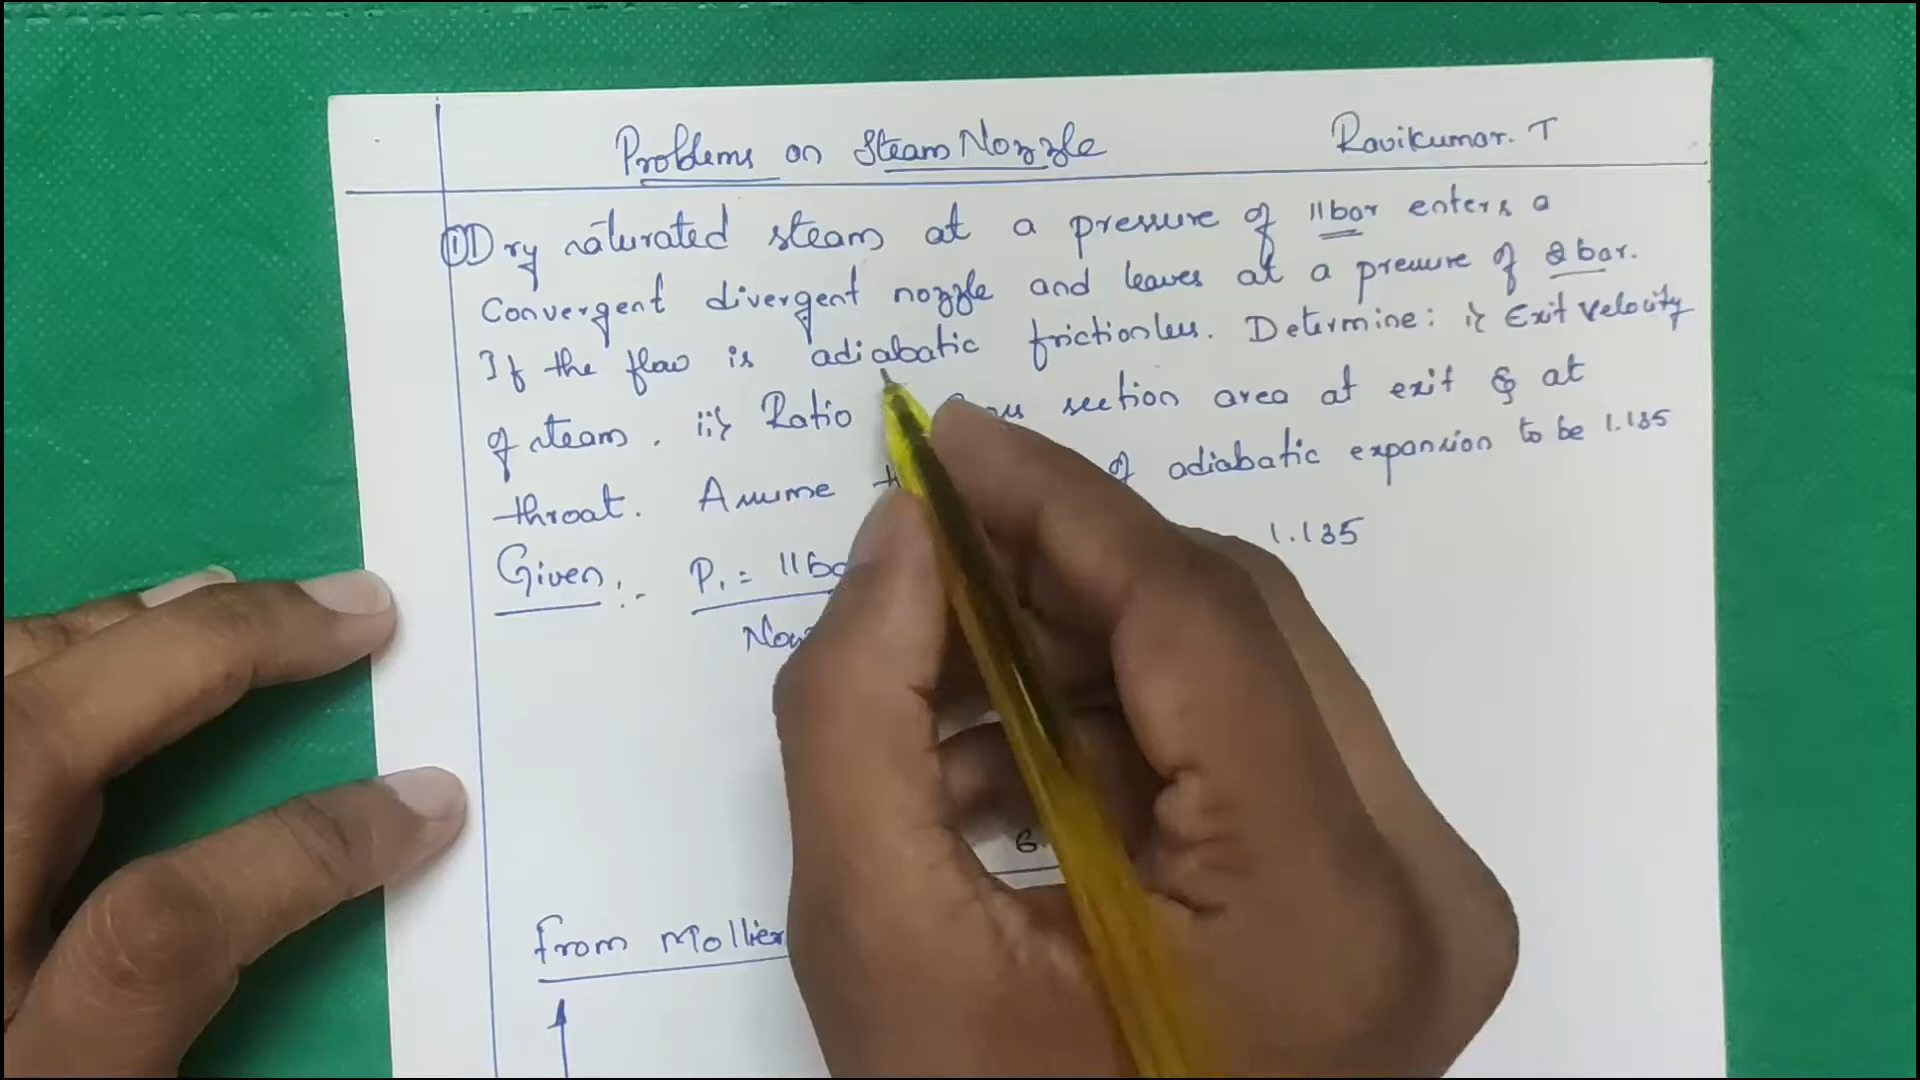 Problems on Steam Nozzle
Ravikumar. T
① Dry saturated steam at a pressure of 11bar enters a
Convergent divergent nozzle and leaves at a pressure of 2 bar.
If the flow is adiabatic frictionless. Determine: i> Exit velocity
of steam. ii> Ratio section area at exit & at
throat. Assume of adiabatic expansion to be 1.135
Given:- P₁ = 11ba 1.135
from Mollier